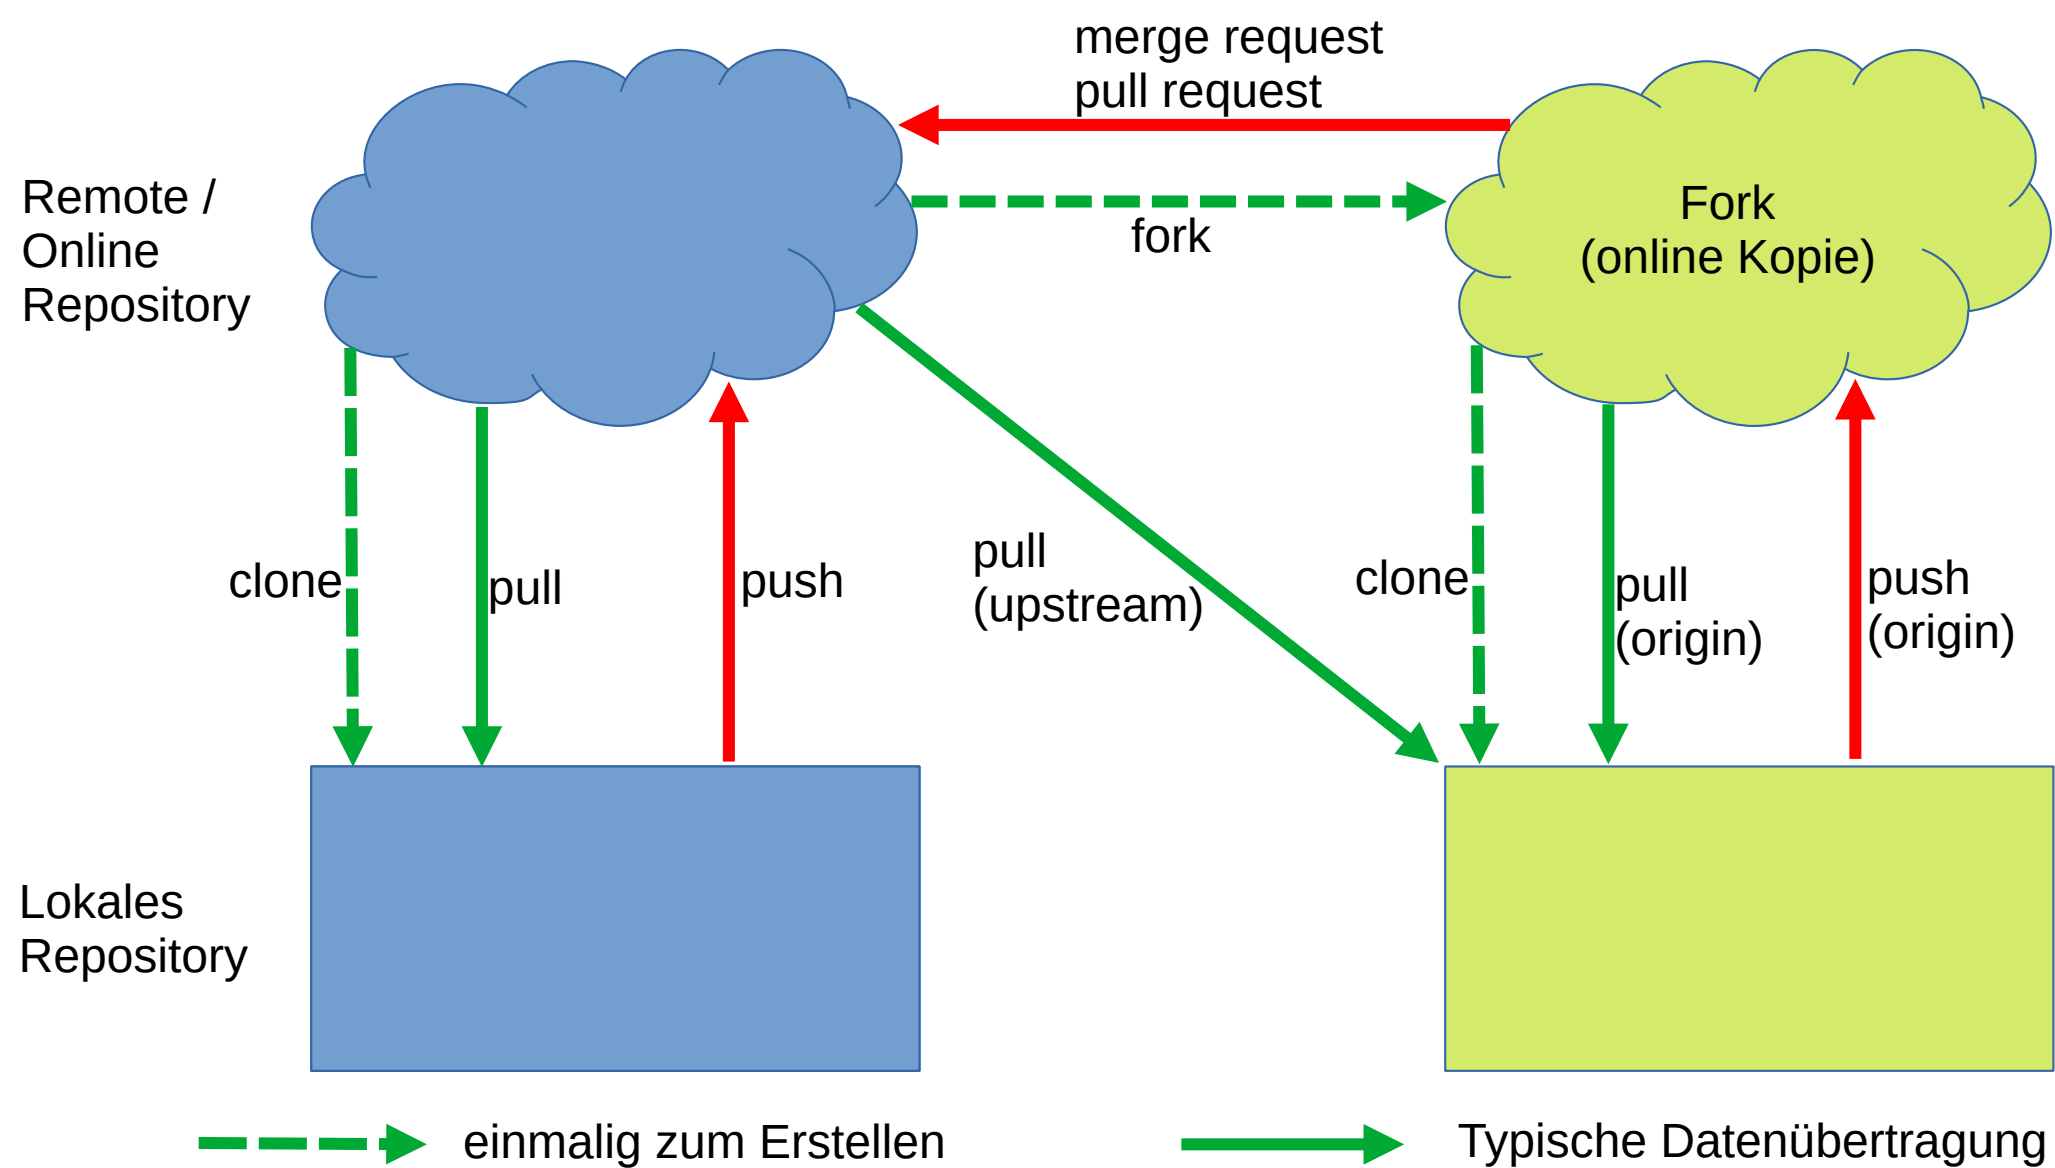 merge request
pull request
Remote /
Online
Repository
fork
Fork
(online Kopie)
clone
pull
push
pull
(upstream)
clone
pull
(origin)
push
(origin)
Lokales
Repository
einmalig zum Erstellen
Typische Datenübertragung